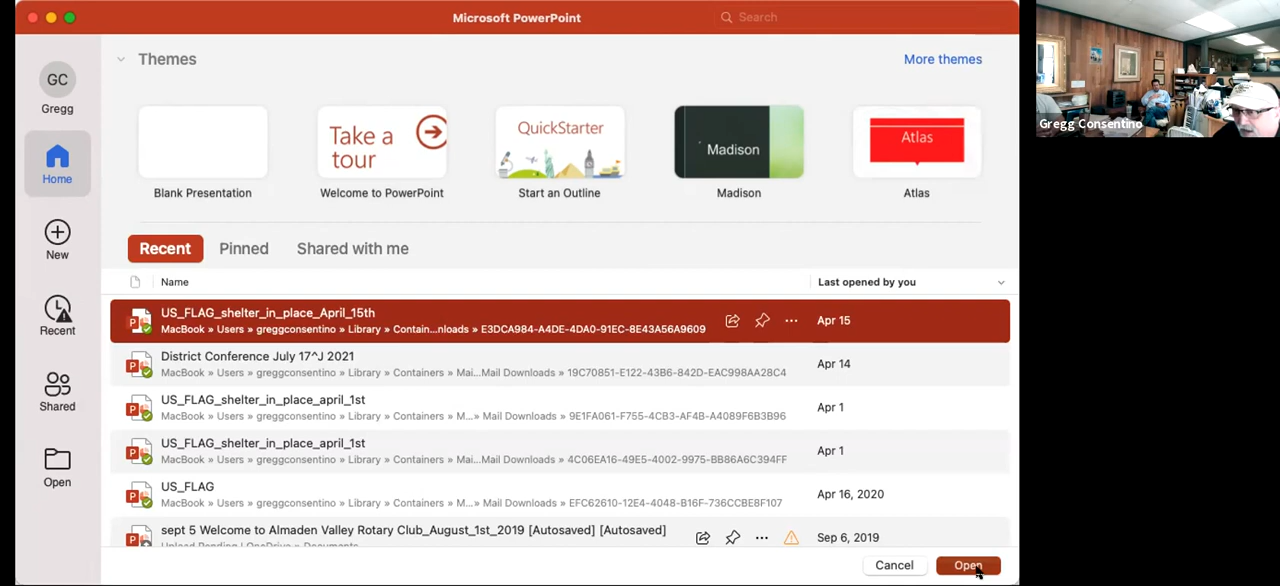 Microsoft PowerPoint
Search
GC
Gregg
Home
New
Recent
Shared
Open
Themes
More themes
Take a
tour
QuickStarter
Madison
Atlas
Blank Presentation
Welcome to PowerPoint
Start an Outline
Madison
Atlas
Recent
Pinned
Shared with me
Name
Last opened by you
US_FLAG_shelter_in_place_April_15th
MacBook » Users » greggconsentino » Library » Contain...nloads » E3DCA984-A4DE-4DA0-91EC-8E43A56A9609
Apr 15
District Conference July 17^J 2021
MacBook » Users » greggconsentino » Library » Containers » Mai...Mail Downloads » 19C70851-E122-43B6-842D-EAC998AA28C4
Apr 14
US_FLAG_shelter_in_place_april_1st
MacBook » Users » greggconsentino » Library » Containers » M...» Mail Downloads » 9E1FA061-F755-4CB3-AF4B-A4089F6B3B96
Apr 1
US_FLAG_shelter_in_place_april_1st
MacBook » Users » greggconsentino » Library » Containers » Mai...Mail Downloads » 4C06EA16-49E5-4002-9975-BB86A6C394FF
Apr 1
US_FLAG
MacBook » Users » greggconsentino » Library » Containers » M...» Mail Downloads » EFC62610-12E4-4048-B16F-736CCBE8F107
Apr 16, 2020
sept 5 Welcome to Almaden Valley Rotary Club_August_1st_2019 [Autosaved] [Autosaved]
Upload Pending | OneDrive » Documents
Sep 6, 2019
Cancel
Open
Gregg Consentino